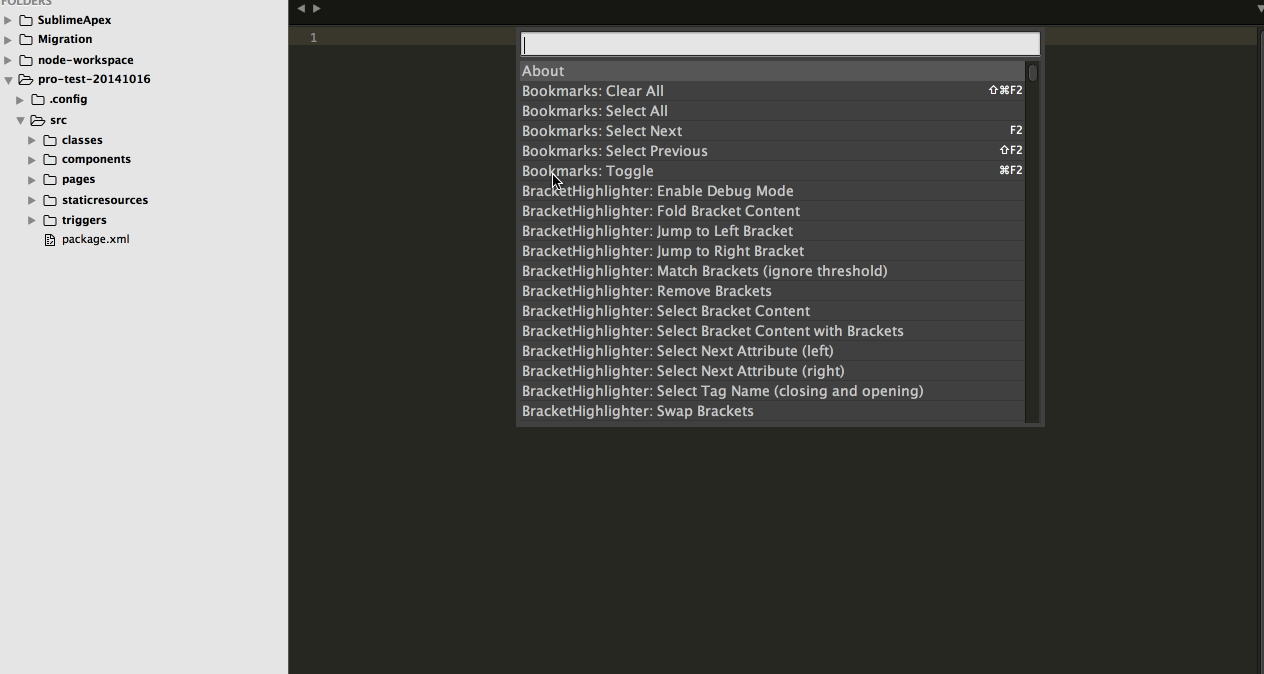 FOLDERS
SublimeApex
Migration
node-workspace
pro-test-20141016
.config
src
classes
components
pages
staticresources
triggers
package.xml
1
About
Bookmarks: Clear All ⇧⌘F2
Bookmarks: Select All
Bookmarks: Select Next F2
Bookmarks: Select Previous ⇧F2
Bookmarks: Toggle ⌘F2
BracketHighlighter: Enable Debug Mode
BracketHighlighter: Fold Bracket Content
BracketHighlighter: Jump to Left Bracket
BracketHighlighter: Jump to Right Bracket
BracketHighlighter: Match Brackets (ignore threshold)
BracketHighlighter: Remove Brackets
BracketHighlighter: Select Bracket Content
BracketHighlighter: Select Bracket Content with Brackets
BracketHighlighter: Select Next Attribute (left)
BracketHighlighter: Select Next Attribute (right)
BracketHighlighter: Select Tag Name (closing and opening)
BracketHighlighter: Swap Brackets